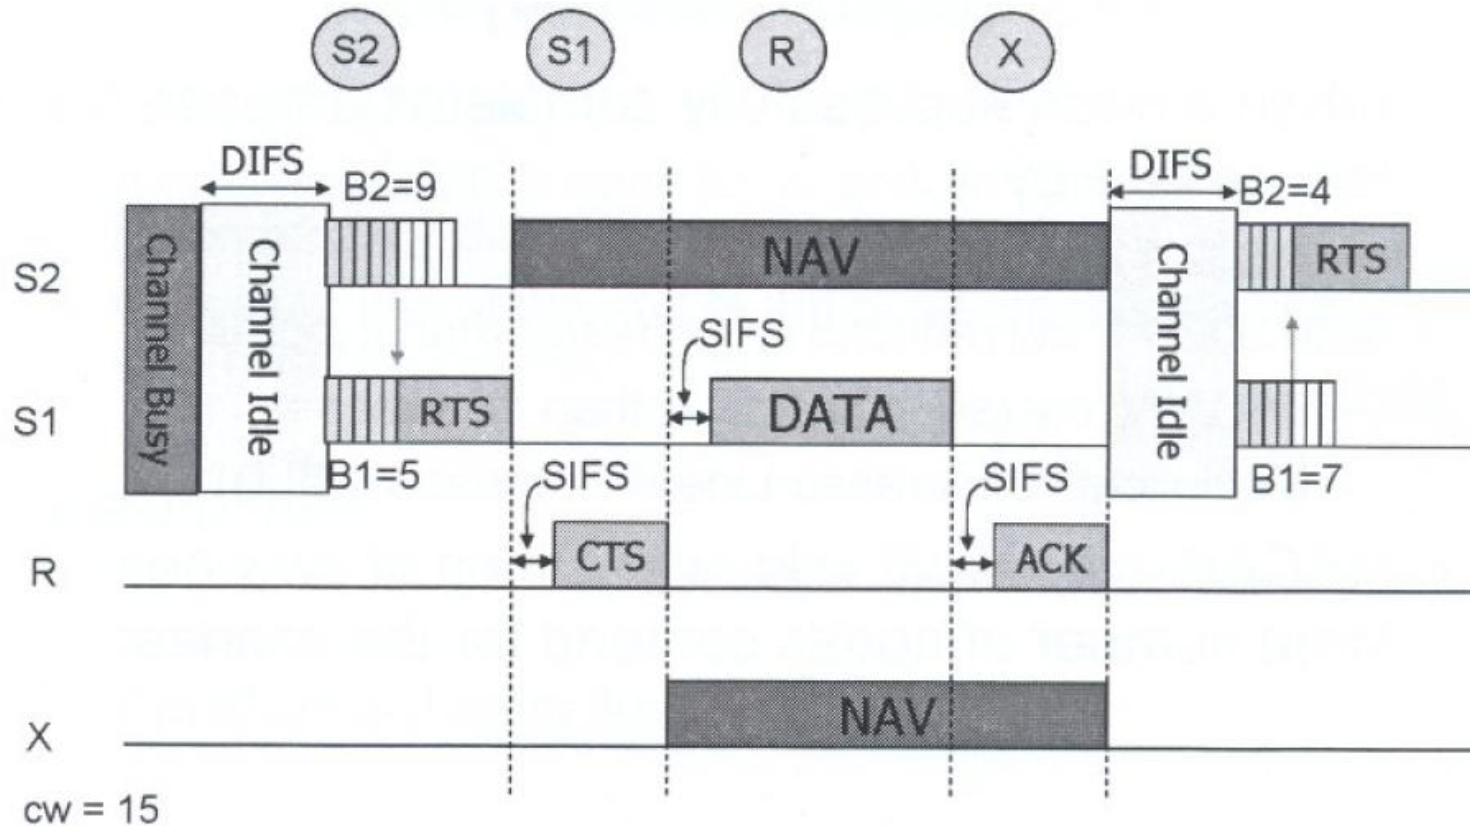 S2 S1 R X
DIFS DIFS
B2=9 B2=4
Channel Busy
Channel Idle
S2
NAV
Channel Idle
RTS
SIFS
S1
RTS
DATA
B1=5
SIFS
SIFS
B1=7
R
CTS
ACK
X
NAV
cw = 15